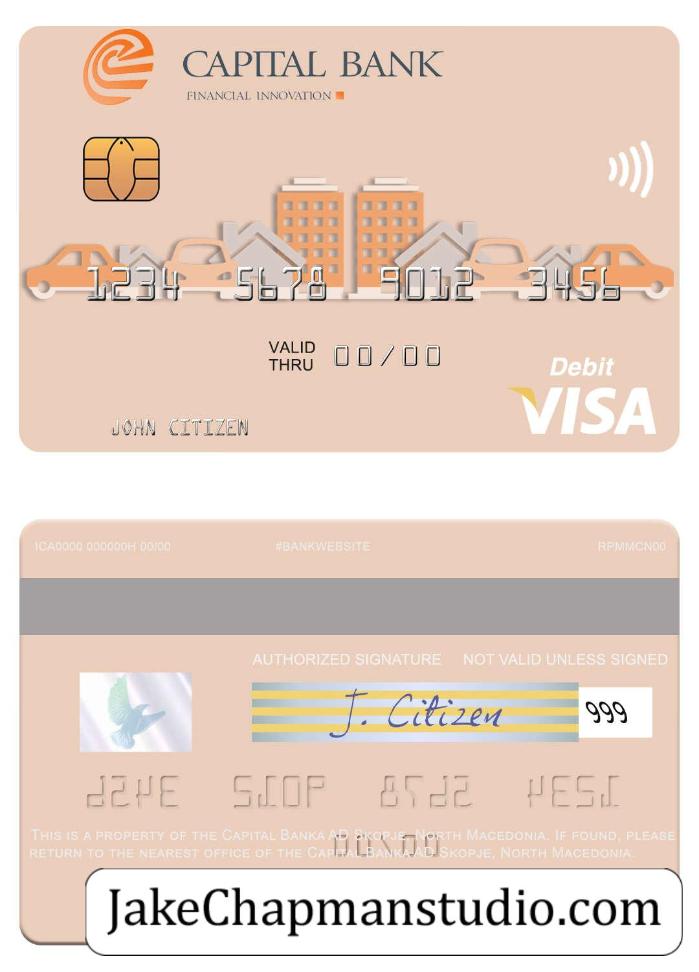 CAPITAL BANK
FINANCIAL INNOVATION
1234 5678 9012 3456
VALID THRU 00/00
Debit
VISA
JOHN CITIZEN
ICA0000 000000H 00/00 #BANKWEBSITE RPMMCN00
AUTHORIZED SIGNATURE NOT VALID UNLESS SIGNED
J. Citizen 999
THIS IS A PROPERTY OF THE CAPITAL BANKA AD SKOPJE, NORTH MACEDONIA. IF FOUND, PLEASE
RETURN TO THE NEAREST OFFICE OF THE CAPITAL BANKA AD SKOPJE, NORTH MACEDONIA.
JakeChapmanstudio.com